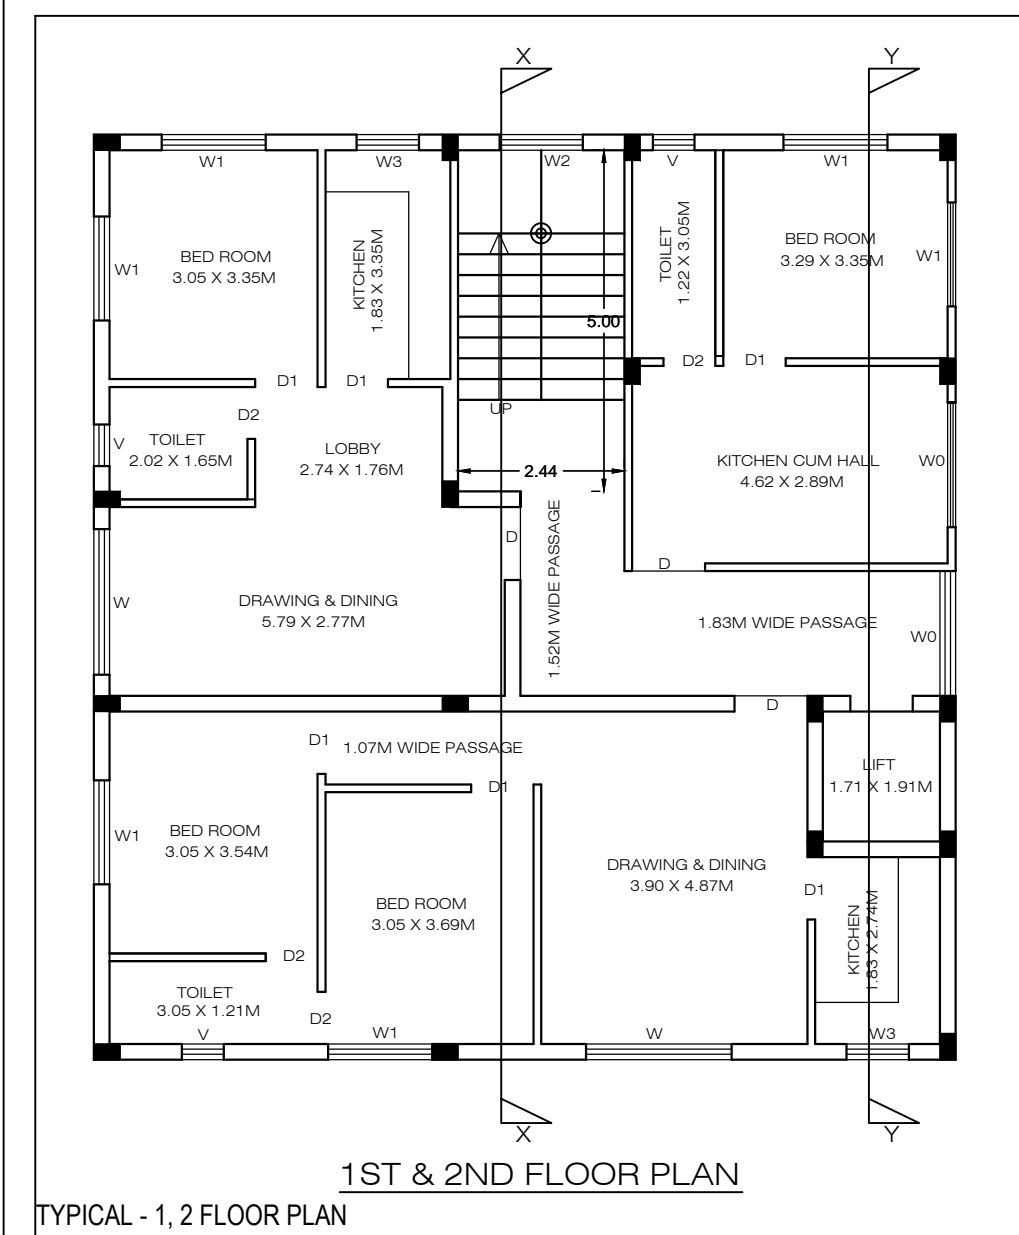 X
Y
W1
W3
W2
V
W1
BED ROOM
3.05 X 3.35M
W1
KITCHEN
1.83 X 3.35M
TOILET
1.22 X 3.05M
BED ROOM
3.29 X 3.35M
W1
5.00
D1
D1
D2
D1
UP
D2
TOILET
2.02 X 1.65M
V
LOBBY
2.74 X 1.76M
2.44
KITCHEN CUM HALL
4.62 X 2.89M
W0
D
1.52M WIDE PASSAGE
D
W
DRAWING & DINING
5.79 X 2.77M
1.83M WIDE PASSAGE
W0
D
D1
1.07M WIDE PASSAGE
D1
LIFT
1.71 X 1.91M
W1
BED ROOM
3.05 X 3.54M
DRAWING & DINING
3.90 X 4.87M
D1
BED ROOM
3.05 X 3.69M
KITCHEN
1.83 X 2.74M
D2
TOILET
3.05 X 1.21M
D2
V
W1
W
W3
X
Y
1ST & 2ND FLOOR PLAN
TYPICAL - 1, 2 FLOOR PLAN